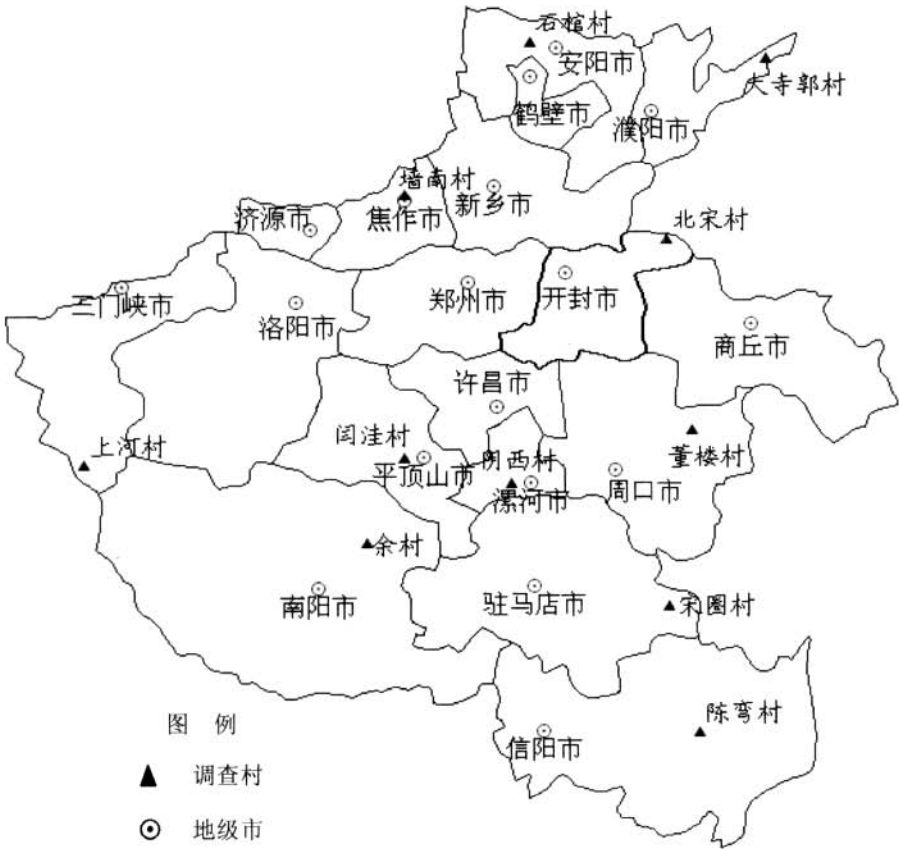 石棺村
安阳市
大寺郭村
鹤壁市
濮阳市
墙南村
新乡市
济源市
焦作市
北宋村
三门峡市
洛阳市
郑州市
开封市
商丘市
许昌市
闫洼村
上河村
平顶山市
阴西村
漯河市
董楼村
周口市
余村
南阳市
驻马店市
宋圈村
陈弯村
信阳市
图 例
调查村
地级市